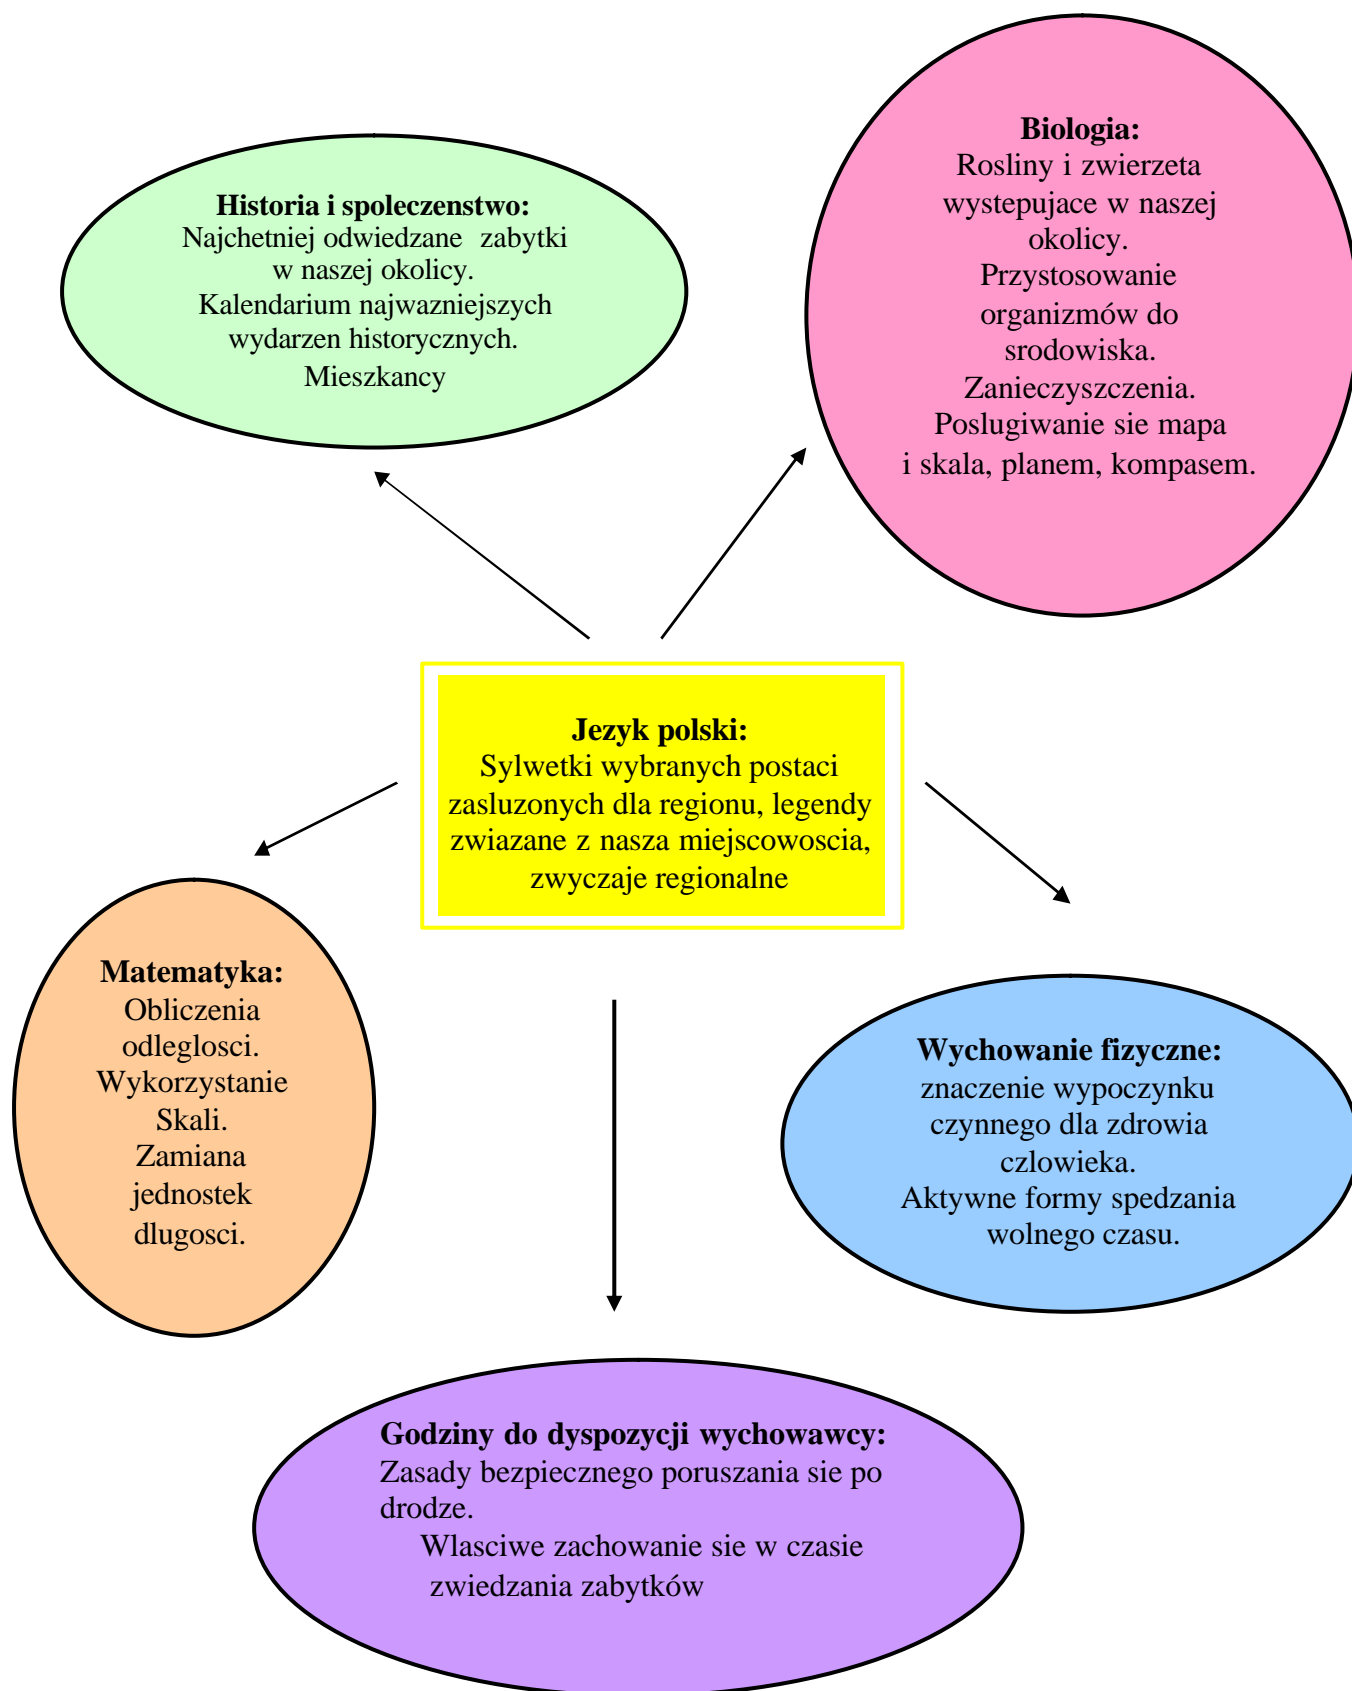 Biologia:
Rosliny i zwierzeta
wystepujace w naszej
okolicy.
Przystosowanie
organizmów do
srodowiska.
Zanieczyszczenia.
Poslugiwanie sie mapa
i skala, planem, kompasem.
Historia i spoleczenstwo:
Najchetniej odwiedzane zabytki
w naszej okolicy.
Kalendarium najwazniejszych
wydarzen historycznych.
Mieszkancy
Jezyk polski:
Sylwetki wybranych postaci
zasluzonych dla regionu, legendy
zwiazane z nasza miejscowoscia,
zwyczaje regionalne
Matematyka:
Obliczenia
odleglosci.
Wykorzystanie
Skali.
Zamiana
jednostek
dlugosci.
Wychowanie fizyczne:
znaczenie wypoczynku
czynnego dla zdrowia
czlowieka.
Aktywne formy spedzania
wolnego czasu.
Godziny do dyspozycji wychowawcy:
Zasady bezpiecznego poruszania sie po
drodze.
Wlasciwe zachowanie sie w czasie
zwiedzania zabytków